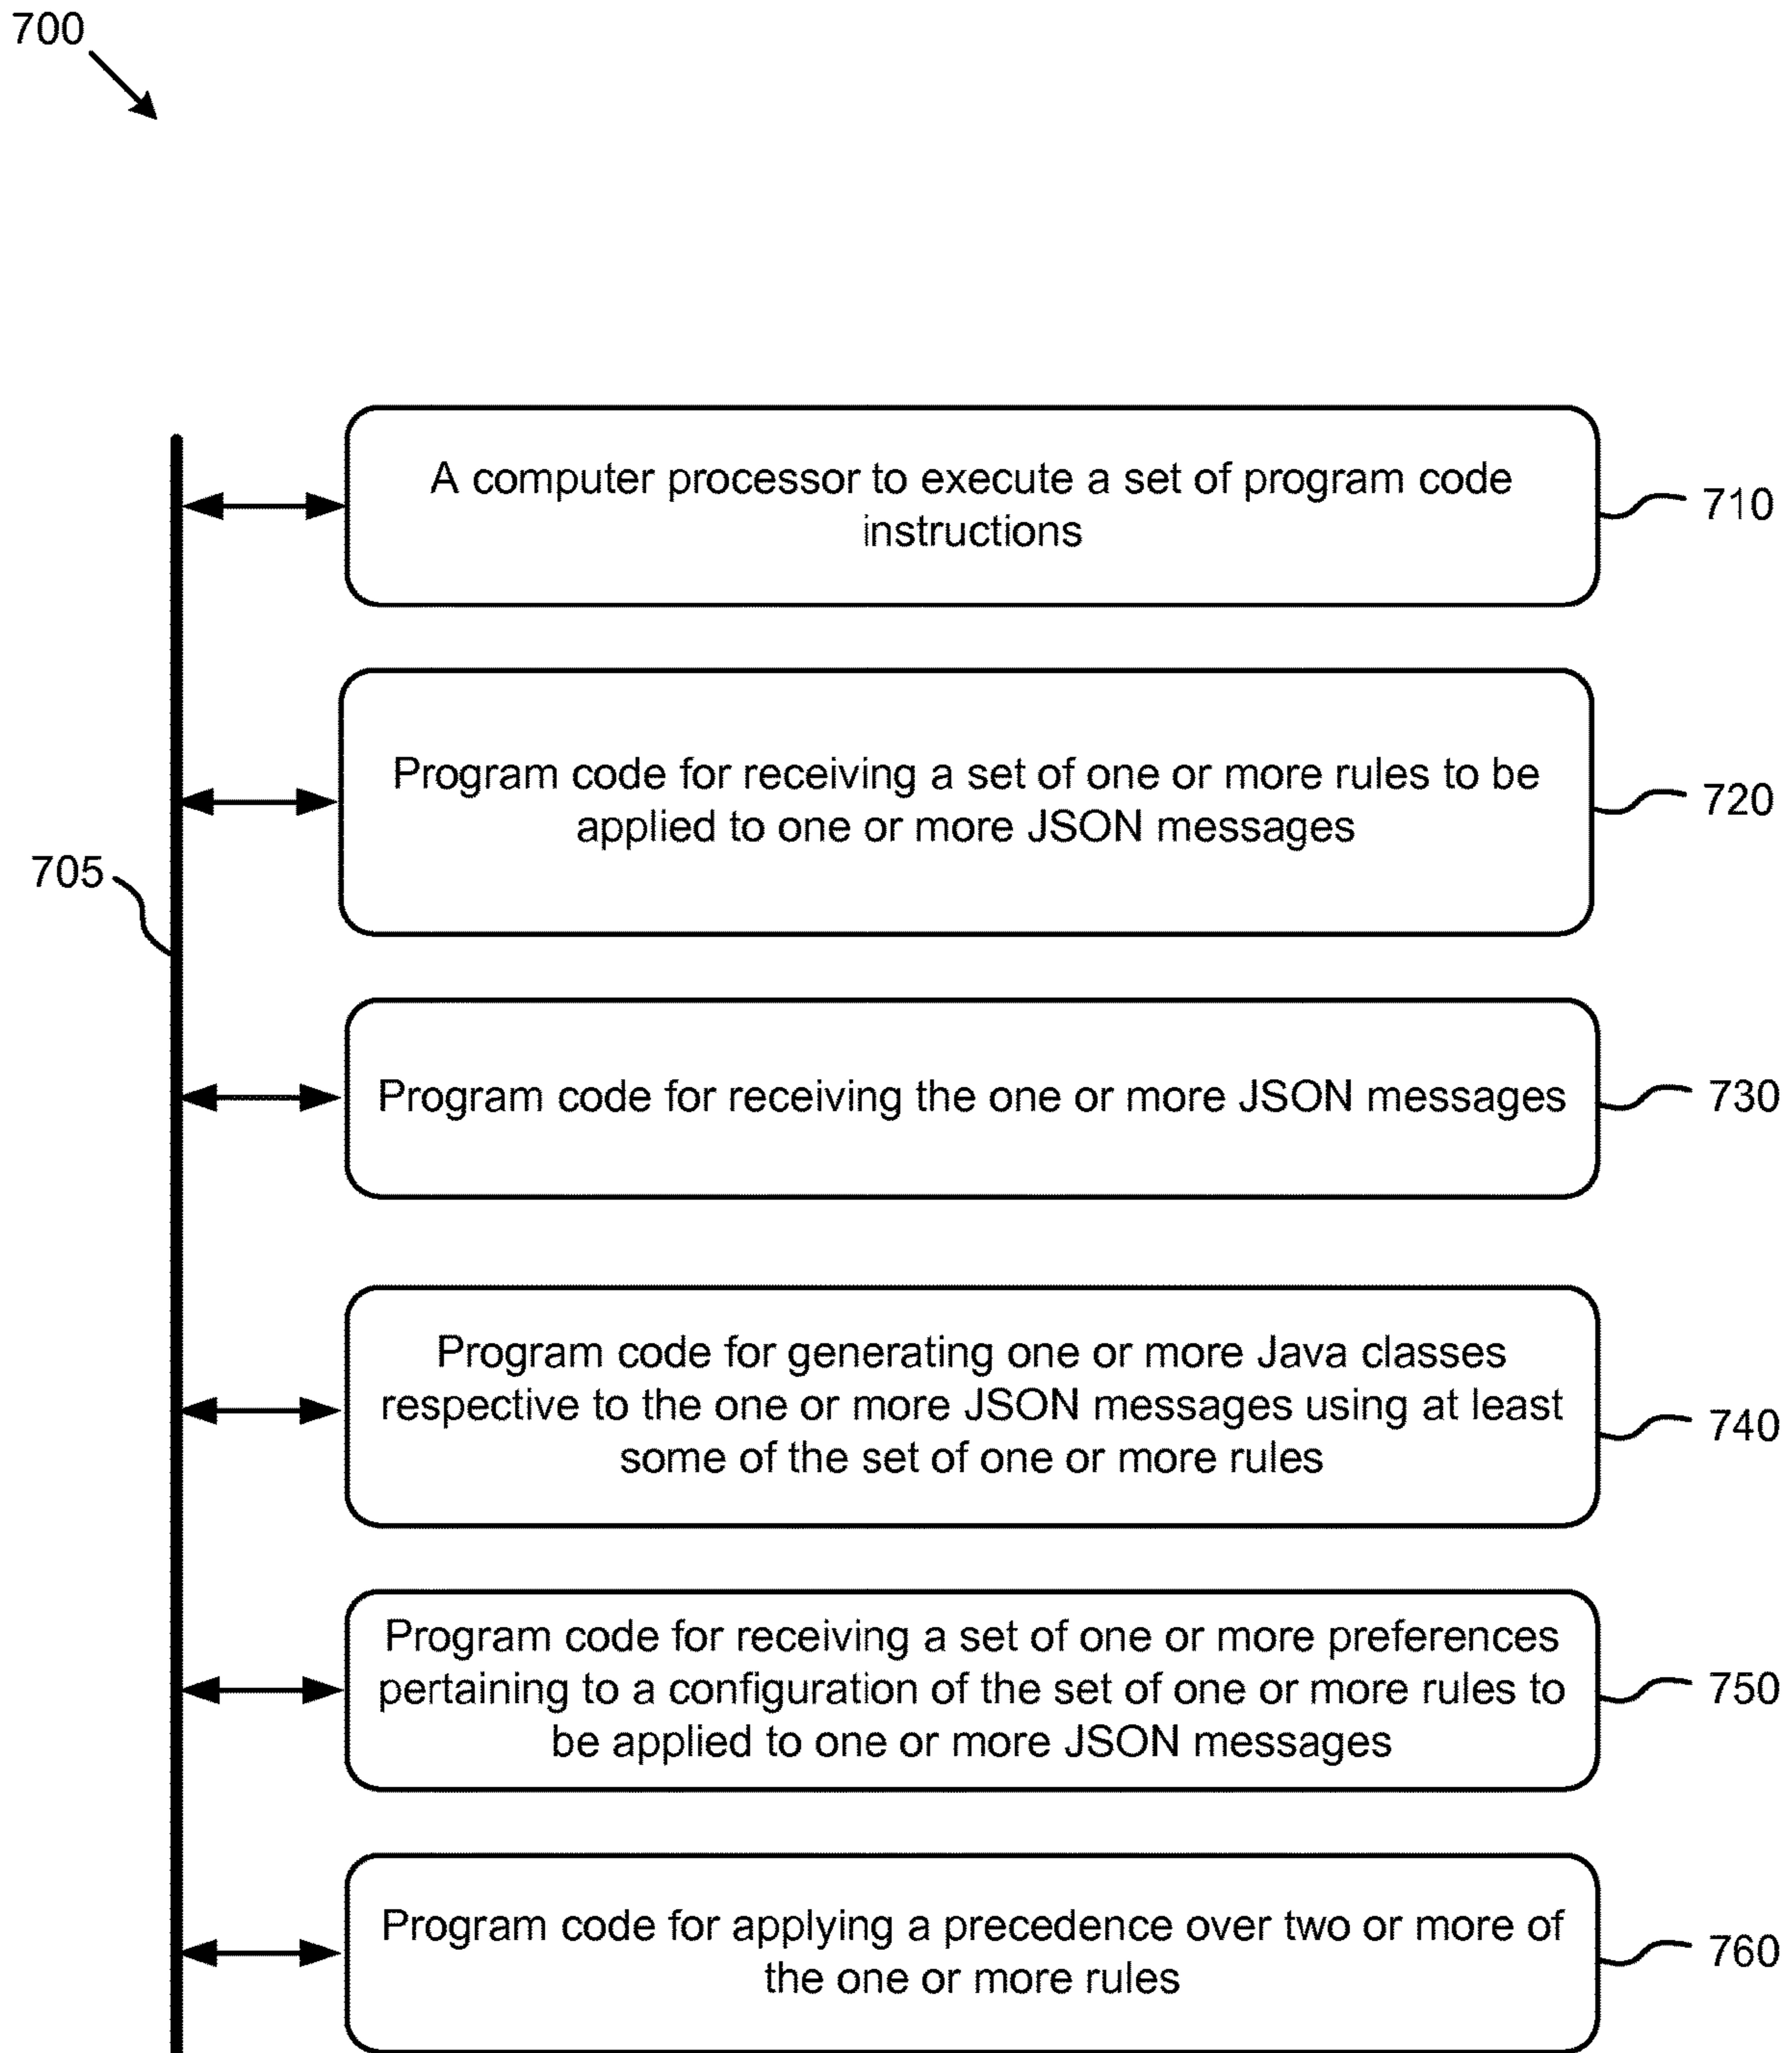 700
A computer processor to execute a set of program code
instructions
710
Program code for receiving a set of one or more rules to be
applied to one or more JSON messages
720
705
Program code for receiving the one or more JSON messages
730
Program code for generating one or more Java classes
respective to the one or more JSON messages using at least
some of the set of one or more rules
740
Program code for receiving a set of one or more preferences
pertaining to a configuration of the set of one or more rules to
be applied to one or more JSON messages
750
Program code for applying a precedence over two or more of
the one or more rules
760